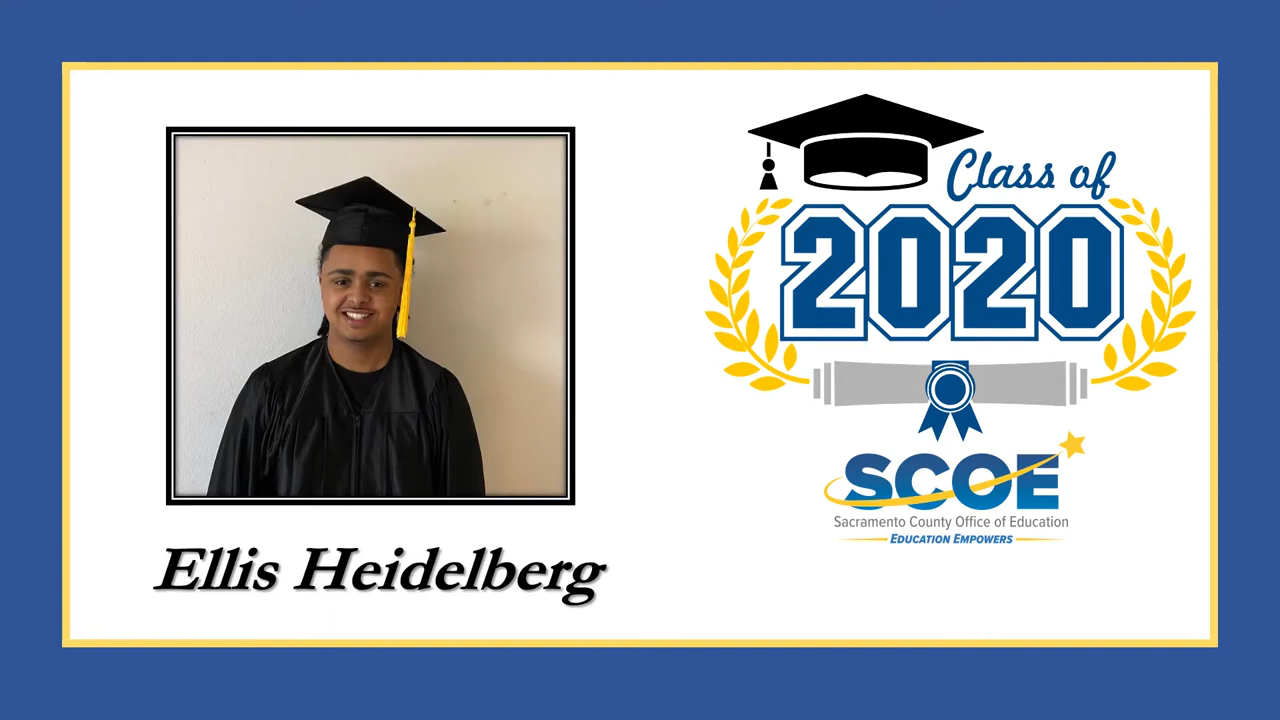 Class of
2020
SCOE
Sacramento County Office of Education
EDUCATION EMPOWERS
Ellis Heidelberg